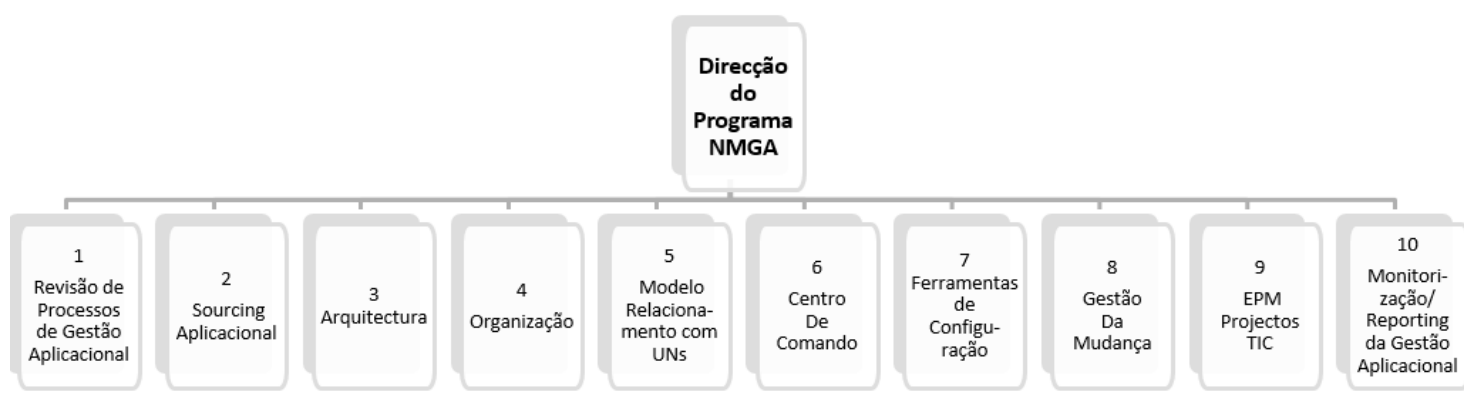 Direcção
do
Programa
NMGA
1
Revisão de
Processos
de Gestão
Aplicacional
2
Sourcing
Aplicacional
3
Arquitectura
4
Organização
5
Modelo
Relaciona-
mento com
UNs
6
Centro
De
Comando
7
Ferramentas
de
Configu-
ração
8
Gestão
Da
Mudança
9
EPM
Projectos
TIC
10
Monitori-
zação/
Reporting
da Gestão
Aplicacional